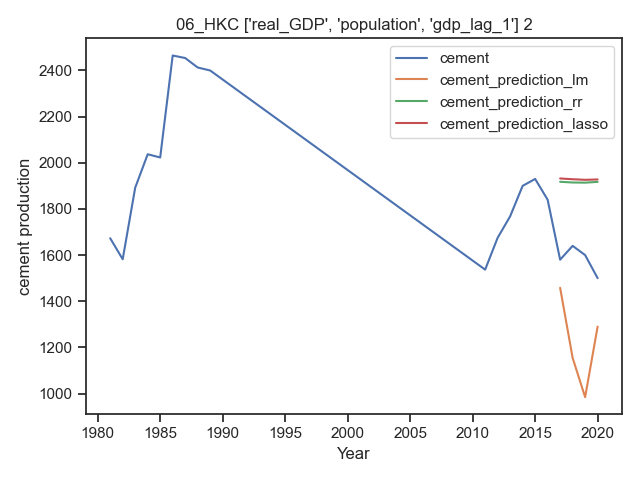 06_HKC ['real_GDP', 'population', 'gdp_lag_1'] 2
cement
cement_prediction_lm
cement_prediction_rr
cement_prediction_lasso
cement production
2400
2200
2000
1800
1600
1400
1200
1000
1980 1985 1990 1995 2000 2005 2010 2015 2020
Year